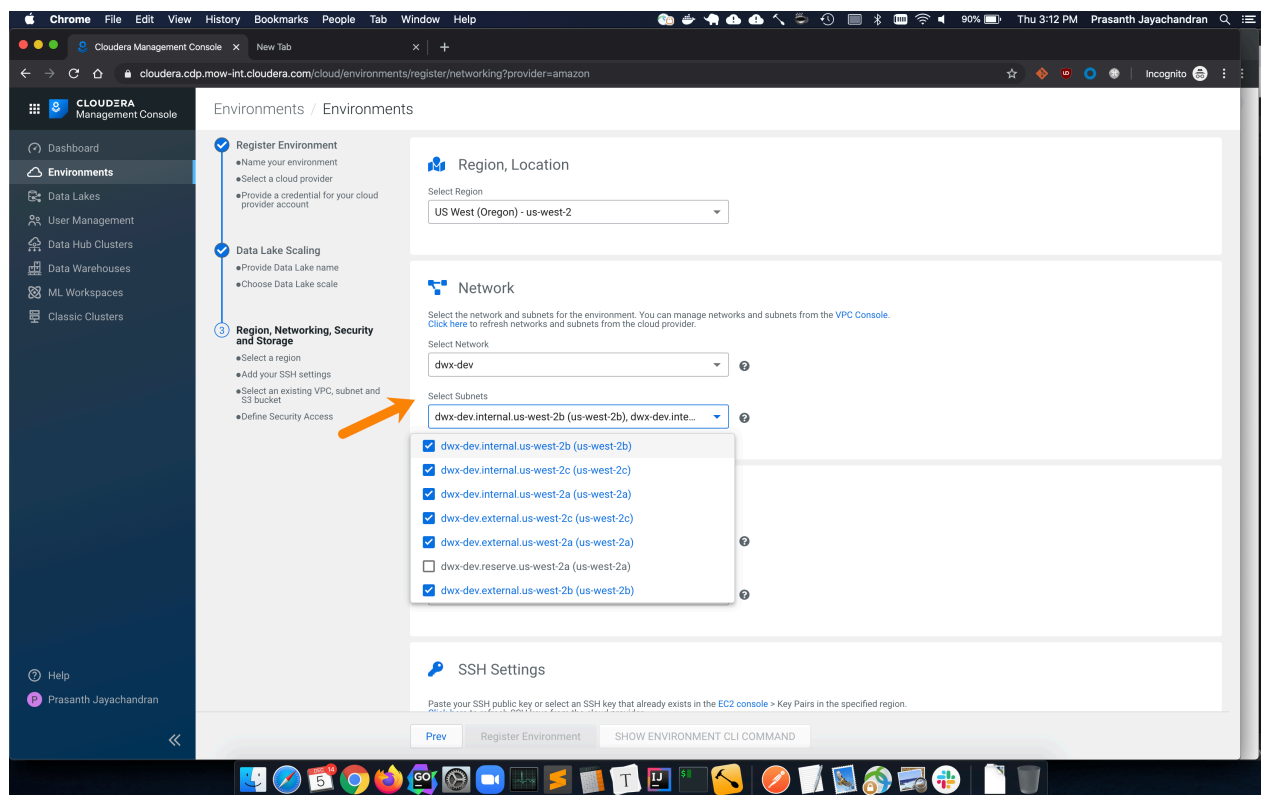 Chrome File Edit View History Bookmarks People Tab Window Help 90% Thu 3:12 PM Prasanth Jayachandran
Cloudera Management C New Tab
cloudera.cdp.mow-int.cloudera.com/cloud/environments/register/networking?provider=amazon Incognito
CLOUDERA
Management Console
Environments / Environments
Dashboard
Environments
Data Lakes
User Management
Data Hub Clusters
Data Warehouses
ML Workspaces
Classic Clusters
Help
P Prasanth Jayachandran
Register Environment
Name your environment
Select a cloud provider
Provide a credential for your cloud
provider account
Data Lake Scaling
Provide Data Lake name
Choose Data Lake scale
3 Region, Networking, Security
and Storage
Select a region
Add your SSH settings
Select an existing VPC, subnet and
S3 bucket
Define Security Access
Region, Location
Select Region
US West (Oregon) - us-west-2
Network
Select the network and subnets for the environment. You can manage networks and subnets from the VPC Console.
Click here to refresh networks and subnets from the cloud provider.
Select Network
dwx-dev
Select Subnets
dwx-dev.internal.us-west-2b (us-west-2b), dwx-dev.inte...
dwx-dev.internal.us-west-2b (us-west-2b)
dwx-dev.internal.us-west-2c (us-west-2c)
dwx-dev.internal.us-west-2a (us-west-2a)
dwx-dev.external.us-west-2c (us-west-2c)
dwx-dev.external.us-west-2a (us-west-2a)
dwx-dev.reserve.us-west-2a (us-west-2a)
dwx-dev.external.us-west-2b (us-west-2b)
SSH Settings
Paste your SSH public key or select an SSH key that already exists in the EC2 console > Key Pairs in the specified region.
Prev Register Environment SHOW ENVIRONMENT CLI COMMAND
DEC 5 14 GO T IJ